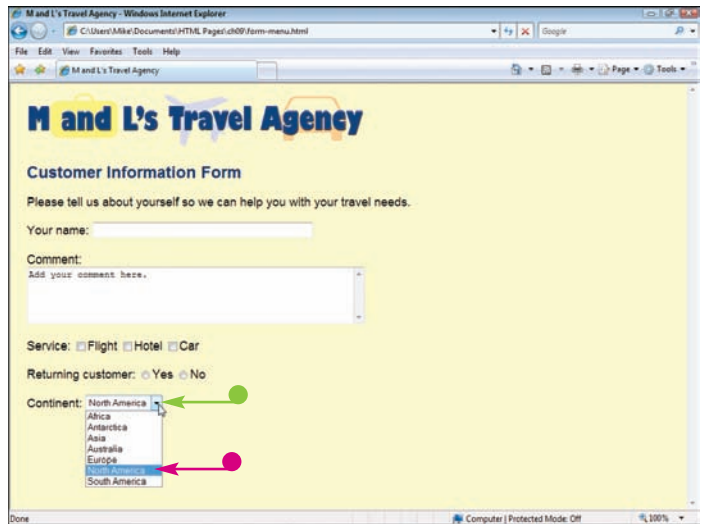 M and L's Travel Agency - Windows Internet Explorer
C:\Users\Mike\Documents\HTML Pages\ch09\form-menu.html
Google
File Edit View Favorites Tools Help
M and L's Travel Agency
Page Tools
M and L's Travel Agency
Customer Information Form
Please tell us about yourself so we can help you with your travel needs.
Your name:
Comment:
Add your comment here.
Service: Flight Hotel Car
Returning customer: Yes No
Continent: North America
Africa
Antarctica
Asia
Australia
Europe
North America
South America
Done
Computer | Protected Mode: Off
100%